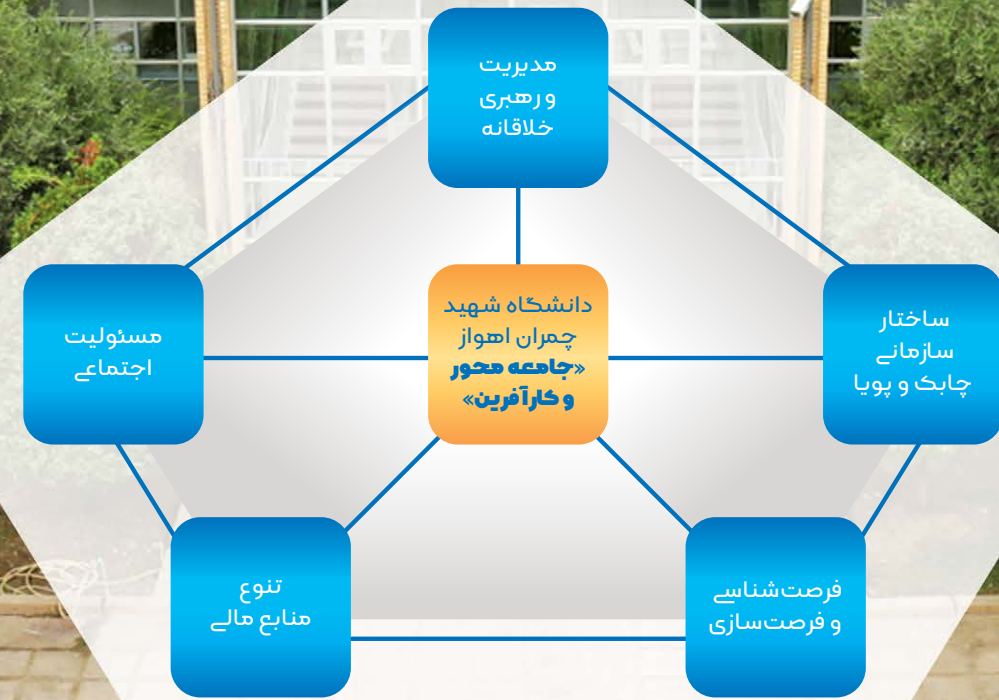 مدیریت
و رهبری
خلاقانه
ساختار
سازمانی
چابک و پویا
دانشگاه شهید
چمران اهواز
«جامعه محور
و کارآفرین»
مسئولیت
اجتماعی
فرصت‌شناسی
و فرصت‌سازی
تنوع
منابع مالی